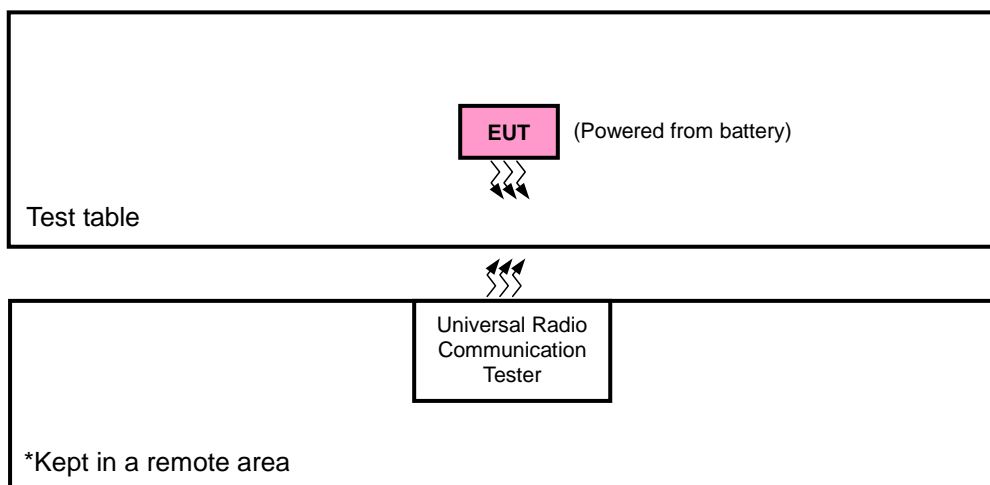 EUT
(Powered from battery)
Test table
Universal Radio
Communication
Tester
*Kept in a remote area